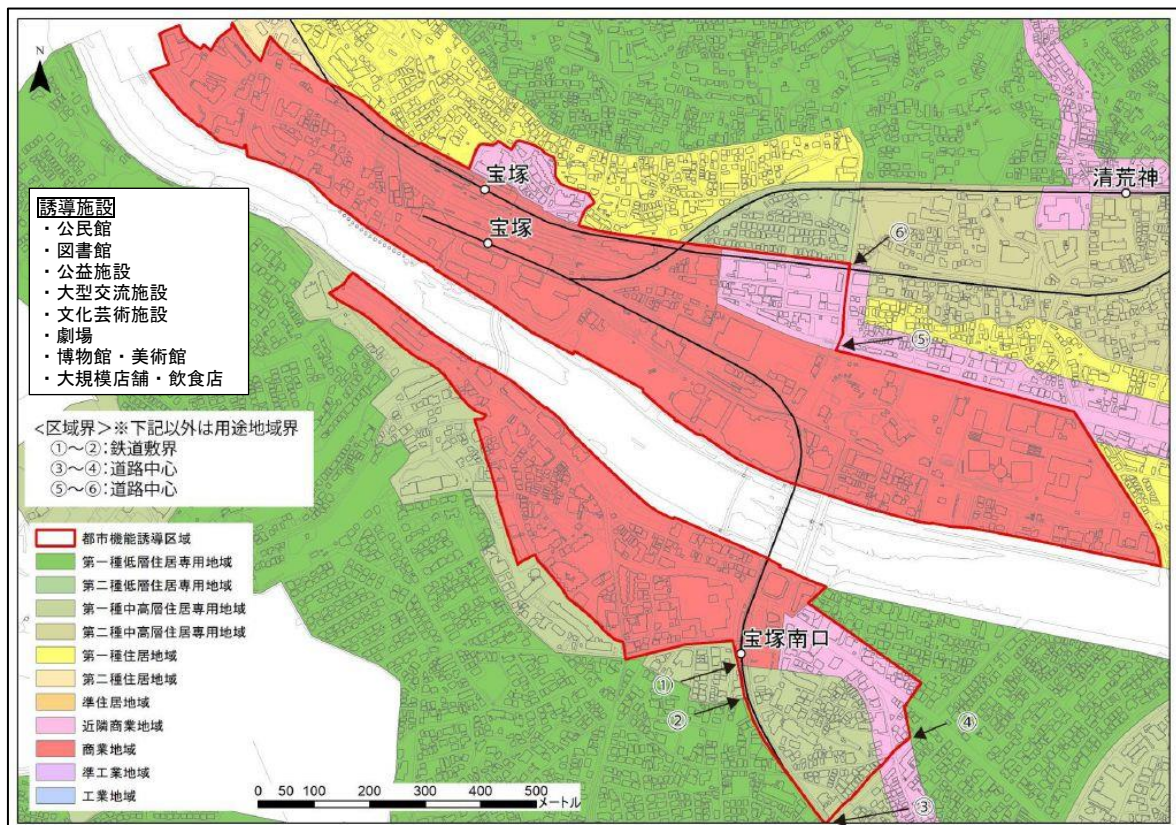 N
宝塚
宝塚
清荒神
⑥
⑤
誘導施設
・公民館
・図書館
・公益施設
・大型交流施設
・文化芸術施設
・劇場
・博物館・美術館
・大規模店舗・飲食店
<区域界>※下記以外は用途地域界
①～②:鉄道敷界
③～④:道路中心
⑤～⑥:道路中心
都市機能誘導区域
第一種低層住居専用地域
第二種低層住居専用地域
第一種中高層住居専用地域
第二種中高層住居専用地域
第一種住居地域
第二種住居地域
準住居地域
近隣商業地域
商業地域
準工業地域
工業地域
宝塚南口
①
②
④
③
0 50 100 200 300 400 500
メートル